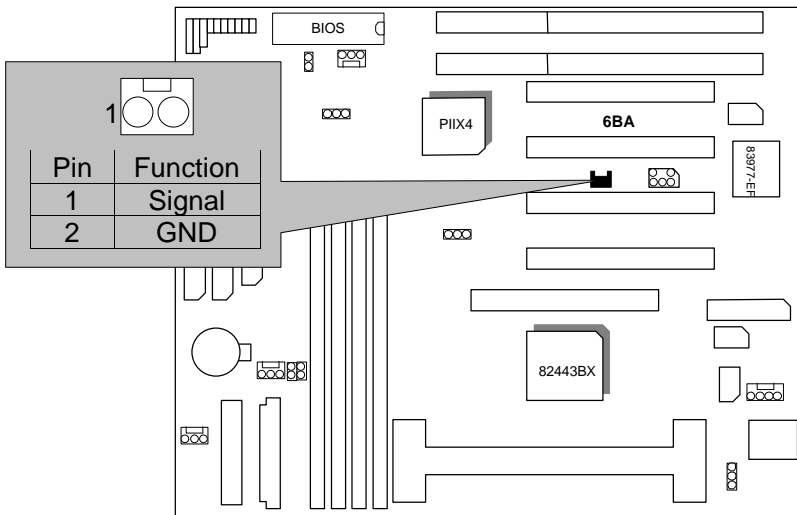 BIOS
PIIX4
6BA
83977-EF
1
Pin Function
1 Signal
2 GND
82443BX